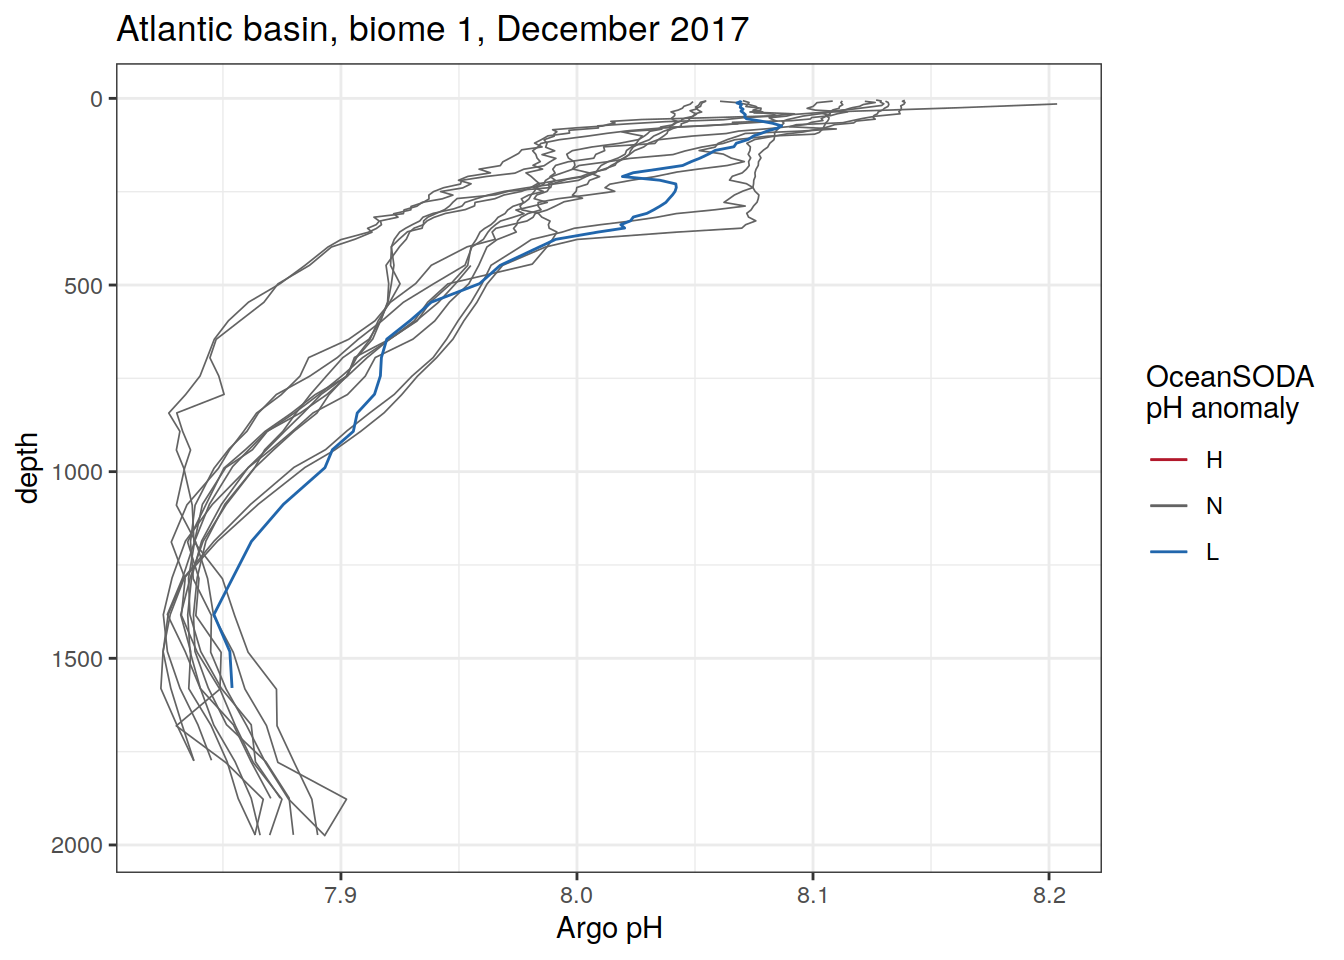 Atlantic basin, biome 1, December 2017
0
500
1000
1500
2000
depth
7.9
8.0
8.1
8.2
Argo pH
OceanSODA
pH anomaly
H
N
L